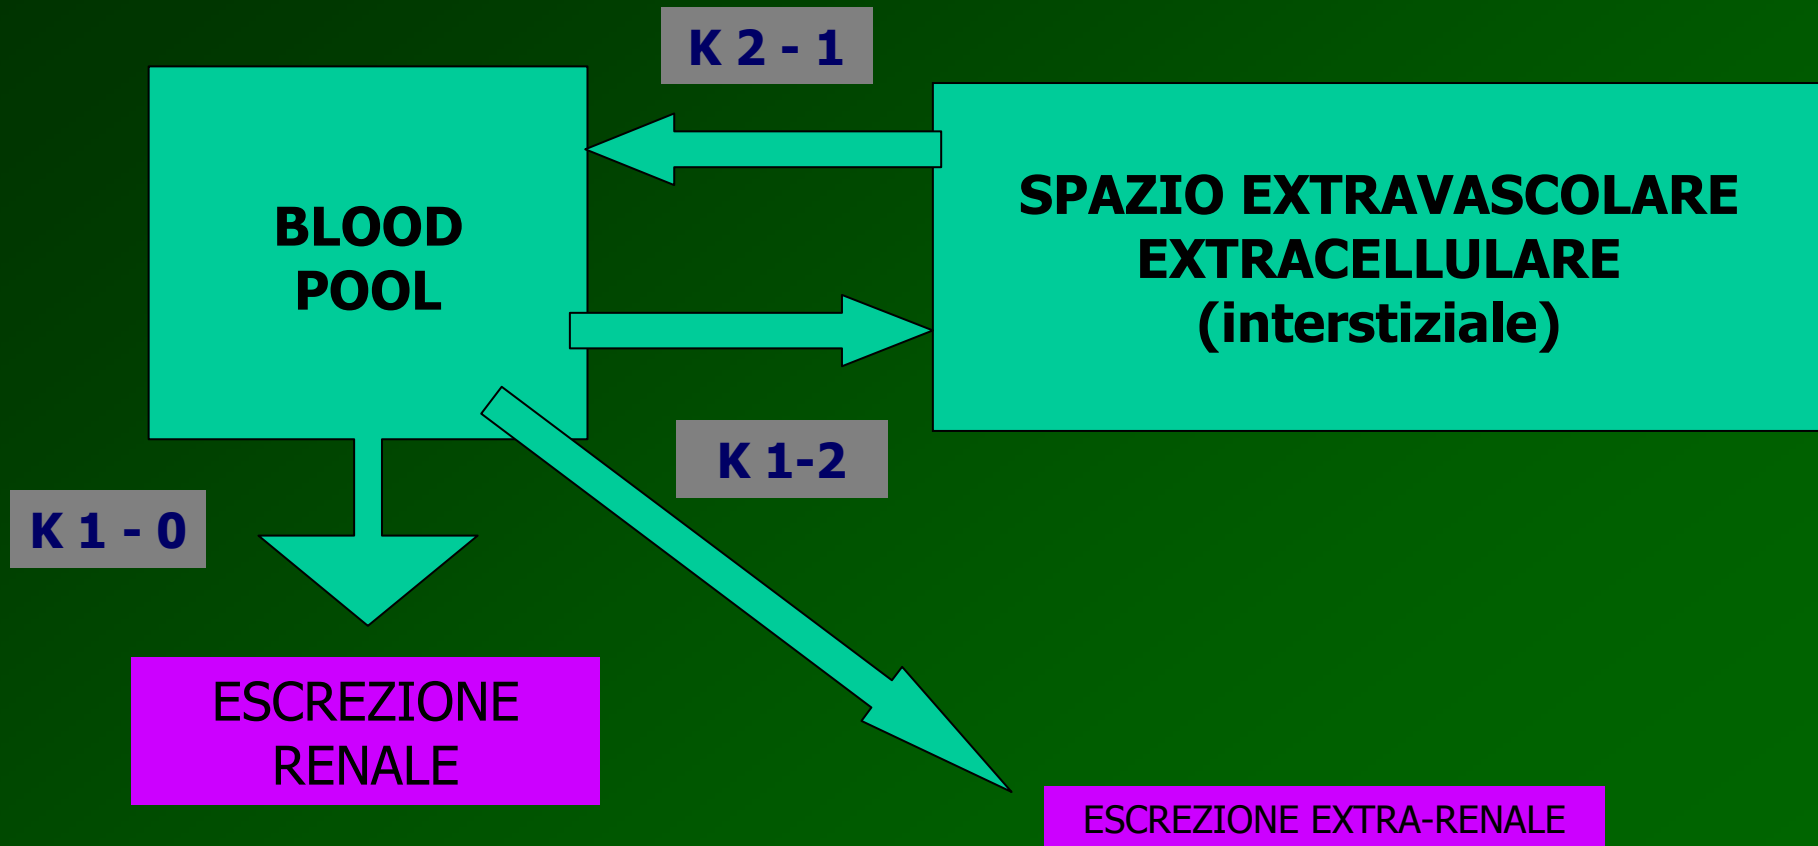 K 2 - 1
BLOOD
POOL
SPAZIO EXTRAVASCOLARE
EXTRACELLULARE
(interstiziale)
K 1-2
K 1 - 0
ESCREZIONE
RENALE
ESCREZIONE EXTRA-RENALE